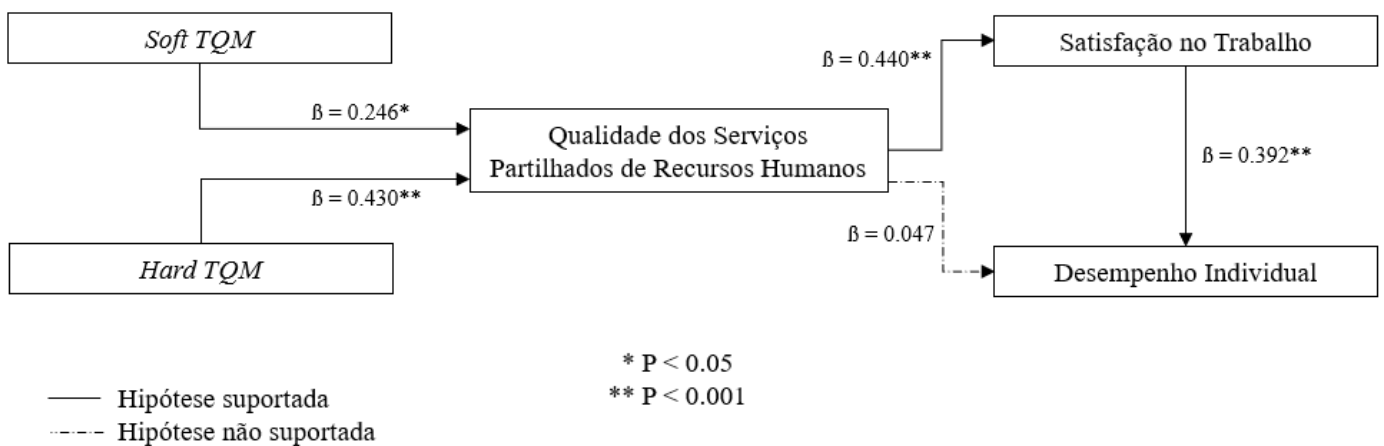 Soft TQM
Satisfação no Trabalho
ß = 0.440**
ß = 0.246*
Qualidade dos Serviços
Partilhados de Recursos Humanos
ß = 0.392**
ß = 0.430**
ß = 0.047
Hard TQM
Desempenho Individual
* P < 0.05
** P < 0.001
Hipótese suportada
Hipótese não suportada